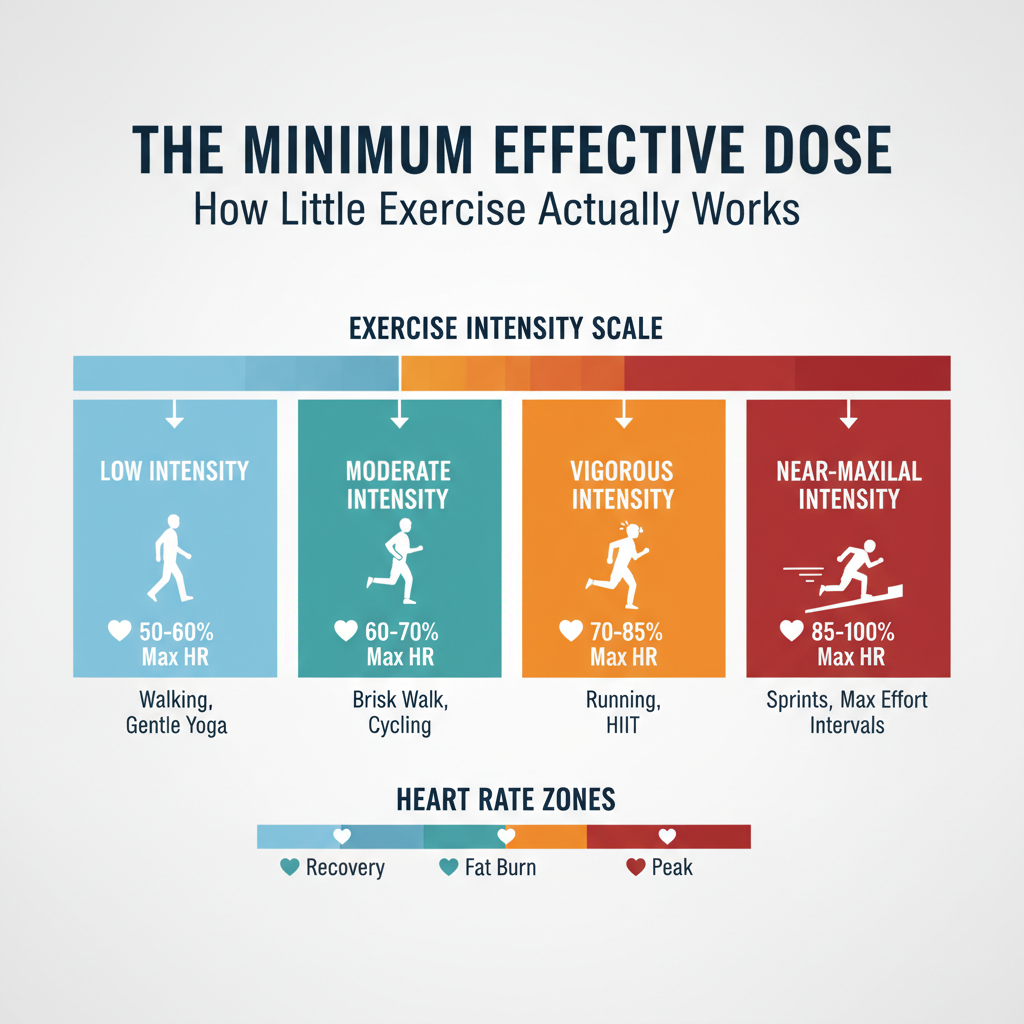 THE MINIMUM EFFECTIVE DOSE
How Little Exercise Actually Works
EXERCISE INTENSITY SCALE
LOW INTENSITY
50-60%
Max HR
Walking,
Gentle Yoga
MODERATE
INTENSITY
60-70%
Max HR
Brisk Walk,
Cycling
VIGOROUS
INTENSITY
70-85%
Max HR
Running,
HIIT
NEAR-MAXILAL
INTENSITY
85-100%
Max HR
Sprints, Max Effort
Intervals
HEART RATE ZONES
Recovery
Fat Burn
Peak